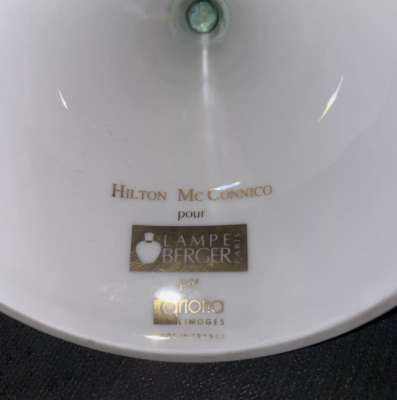 HILTON Mc CONNICO
pour
LAMPE
BERGER
PARIS
par
LIMOGES